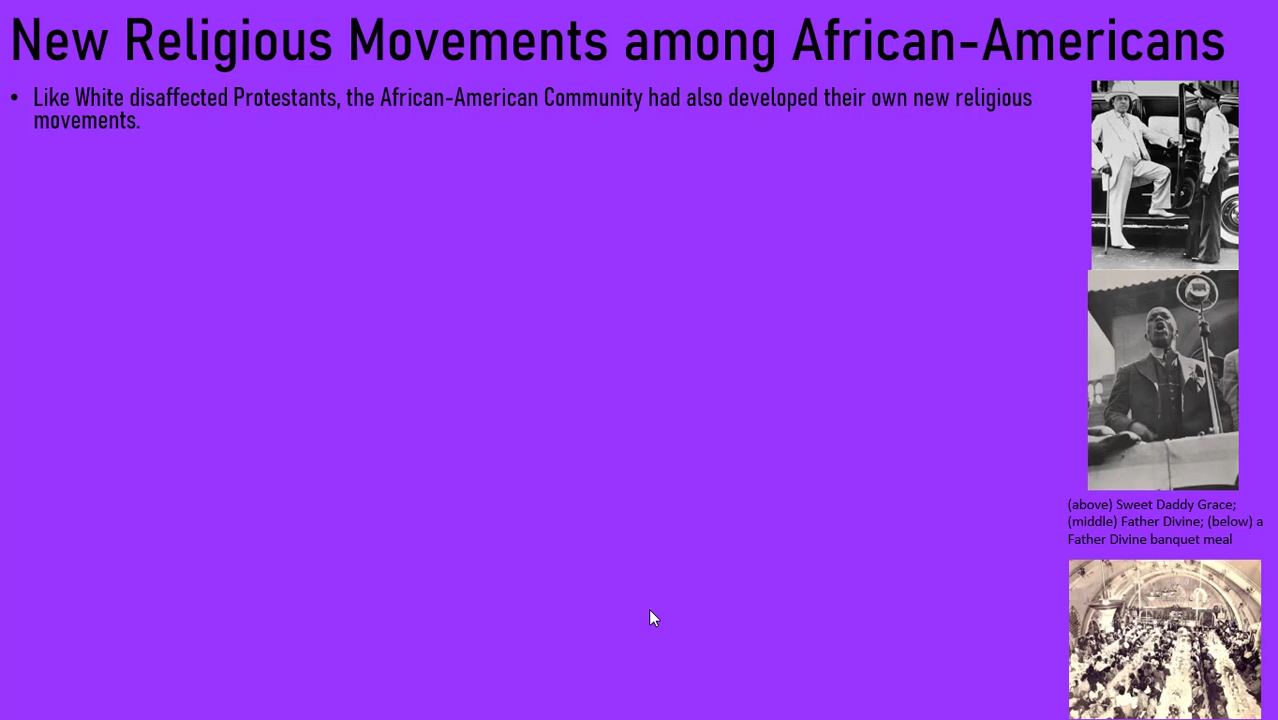 New Religious Movements among African-Americans
• Like White disaffected Protestants, the African-American Community had also developed their own new religious
movements.
(above) Sweet Daddy Grace;
(middle) Father Divine; (below) a
Father Divine banquet meal